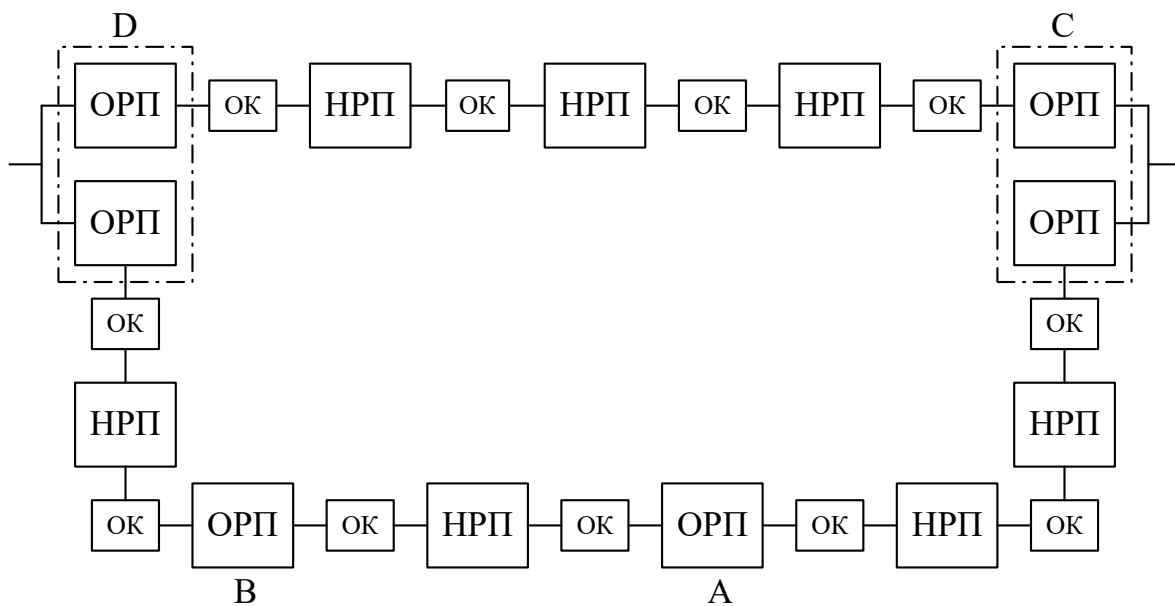 D C
ОРП ОК НРП ОК НРП ОК НРП ОК ОРП
ОРП ОРП
ОК ОК
НРП НРП
ОК ОРП ОК НРП ОК ОРП ОК НРП ОК
B A